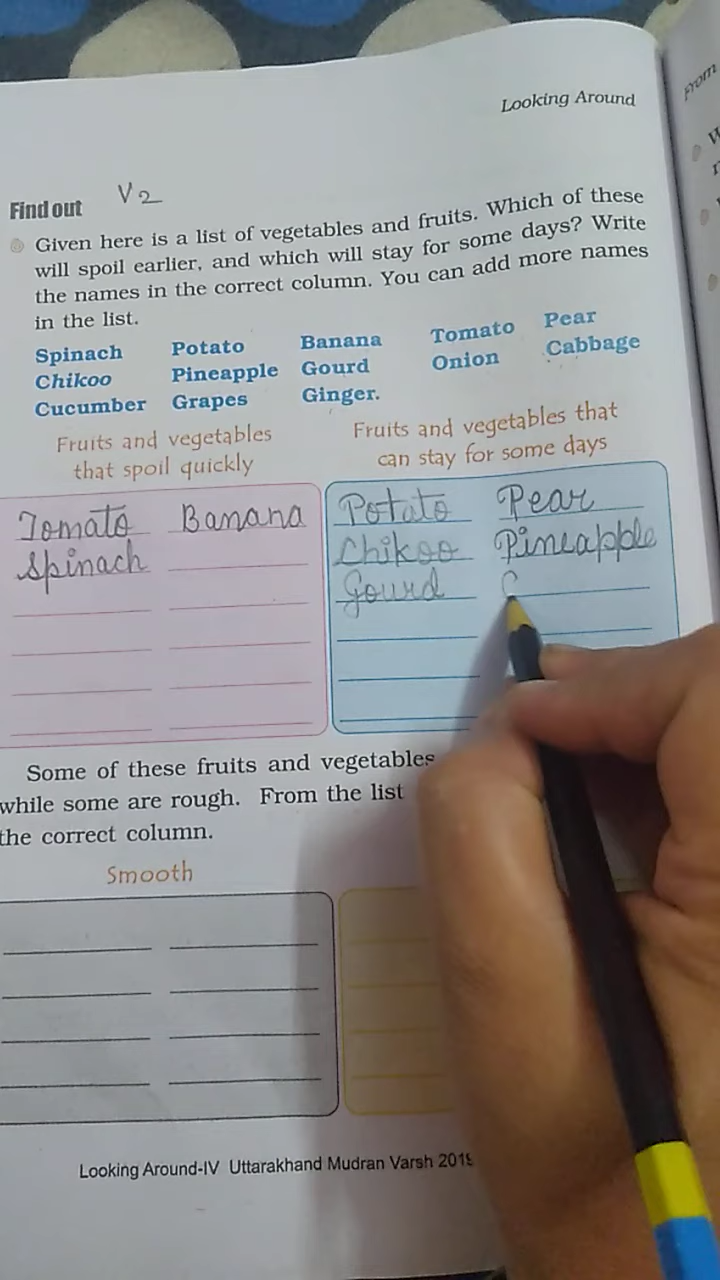 Looking Around
From
Find out V2
Given here is a list of vegetables and fruits. Which of these
will spoil earlier, and which will stay for some days? Write
the names in the correct column. You can add more names
in the list.
Spinach Potato Banana Tomato Pear
Chikoo Pineapple Gourd Onion Cabbage
Cucumber Grapes Ginger.
Fruits and vegetables
that spoil quickly
Fruits and vegetables that
can stay for some days
Tomato Banana
Spinach
Potato Pear
Chikoo Pineapple
Gourd
Some of these fruits and vegetables
while some are rough. From the list
the correct column.
Smooth
Looking Around-IV Uttarakhand Mudran Varsh 2019